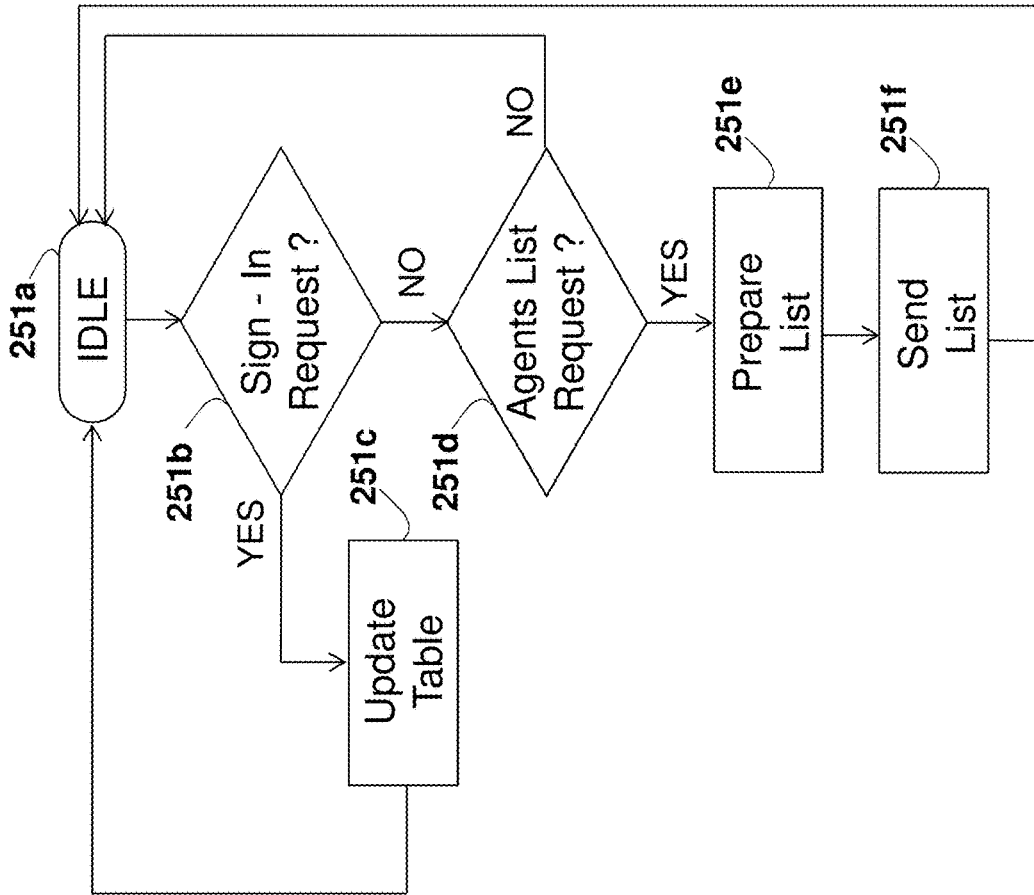 251a
IDLE
251b
Sign - In
Request ?
YES
NO
251c
Update
Table
251d
Agents List
Request ?
NO
YES
251e
Prepare
List
251f
Send
List